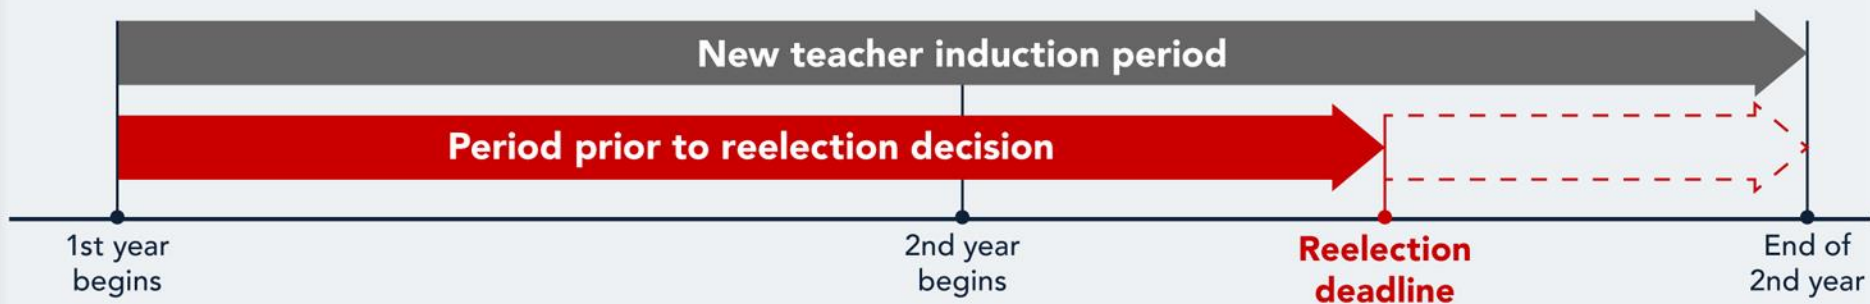 New teacher induction period
Period prior to reelection decision
1st year
begins
2nd year
begins
Reelection
deadline
End of
2nd year